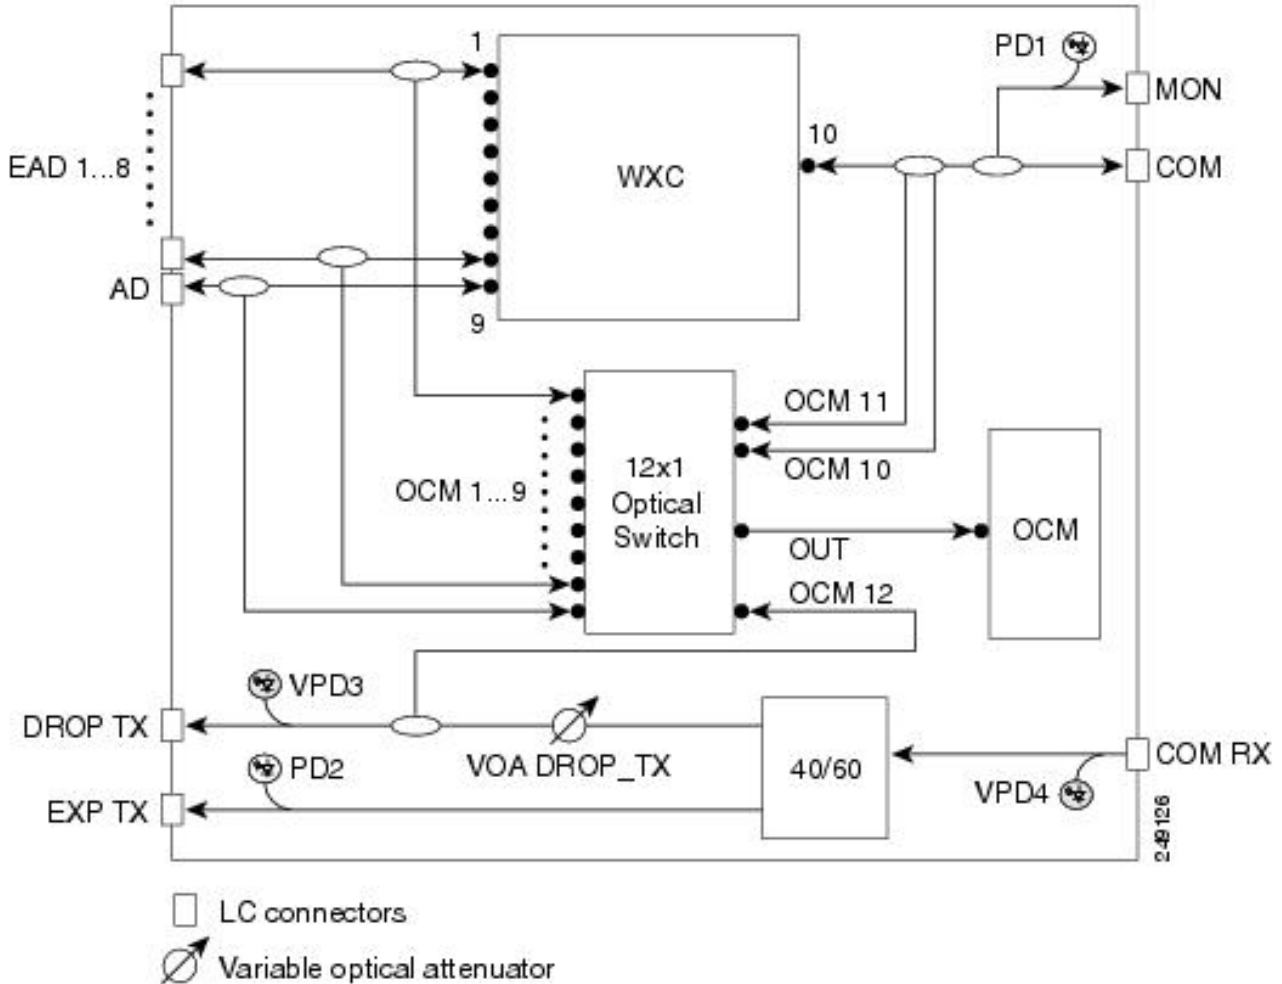 1
PD1
MON
10
EAD 1...8
WXC
COM
AD
9
OCM 11
OCM 10
12x1
Optical
Switch
OCM 1...9
OUT
OCM
OCM 12
VPD3
DROP TX
VOA DROP_TX
40/60
COM RX
PD2
VPD4
EXP TX
249126
LC connectors
Variable optical attenuator